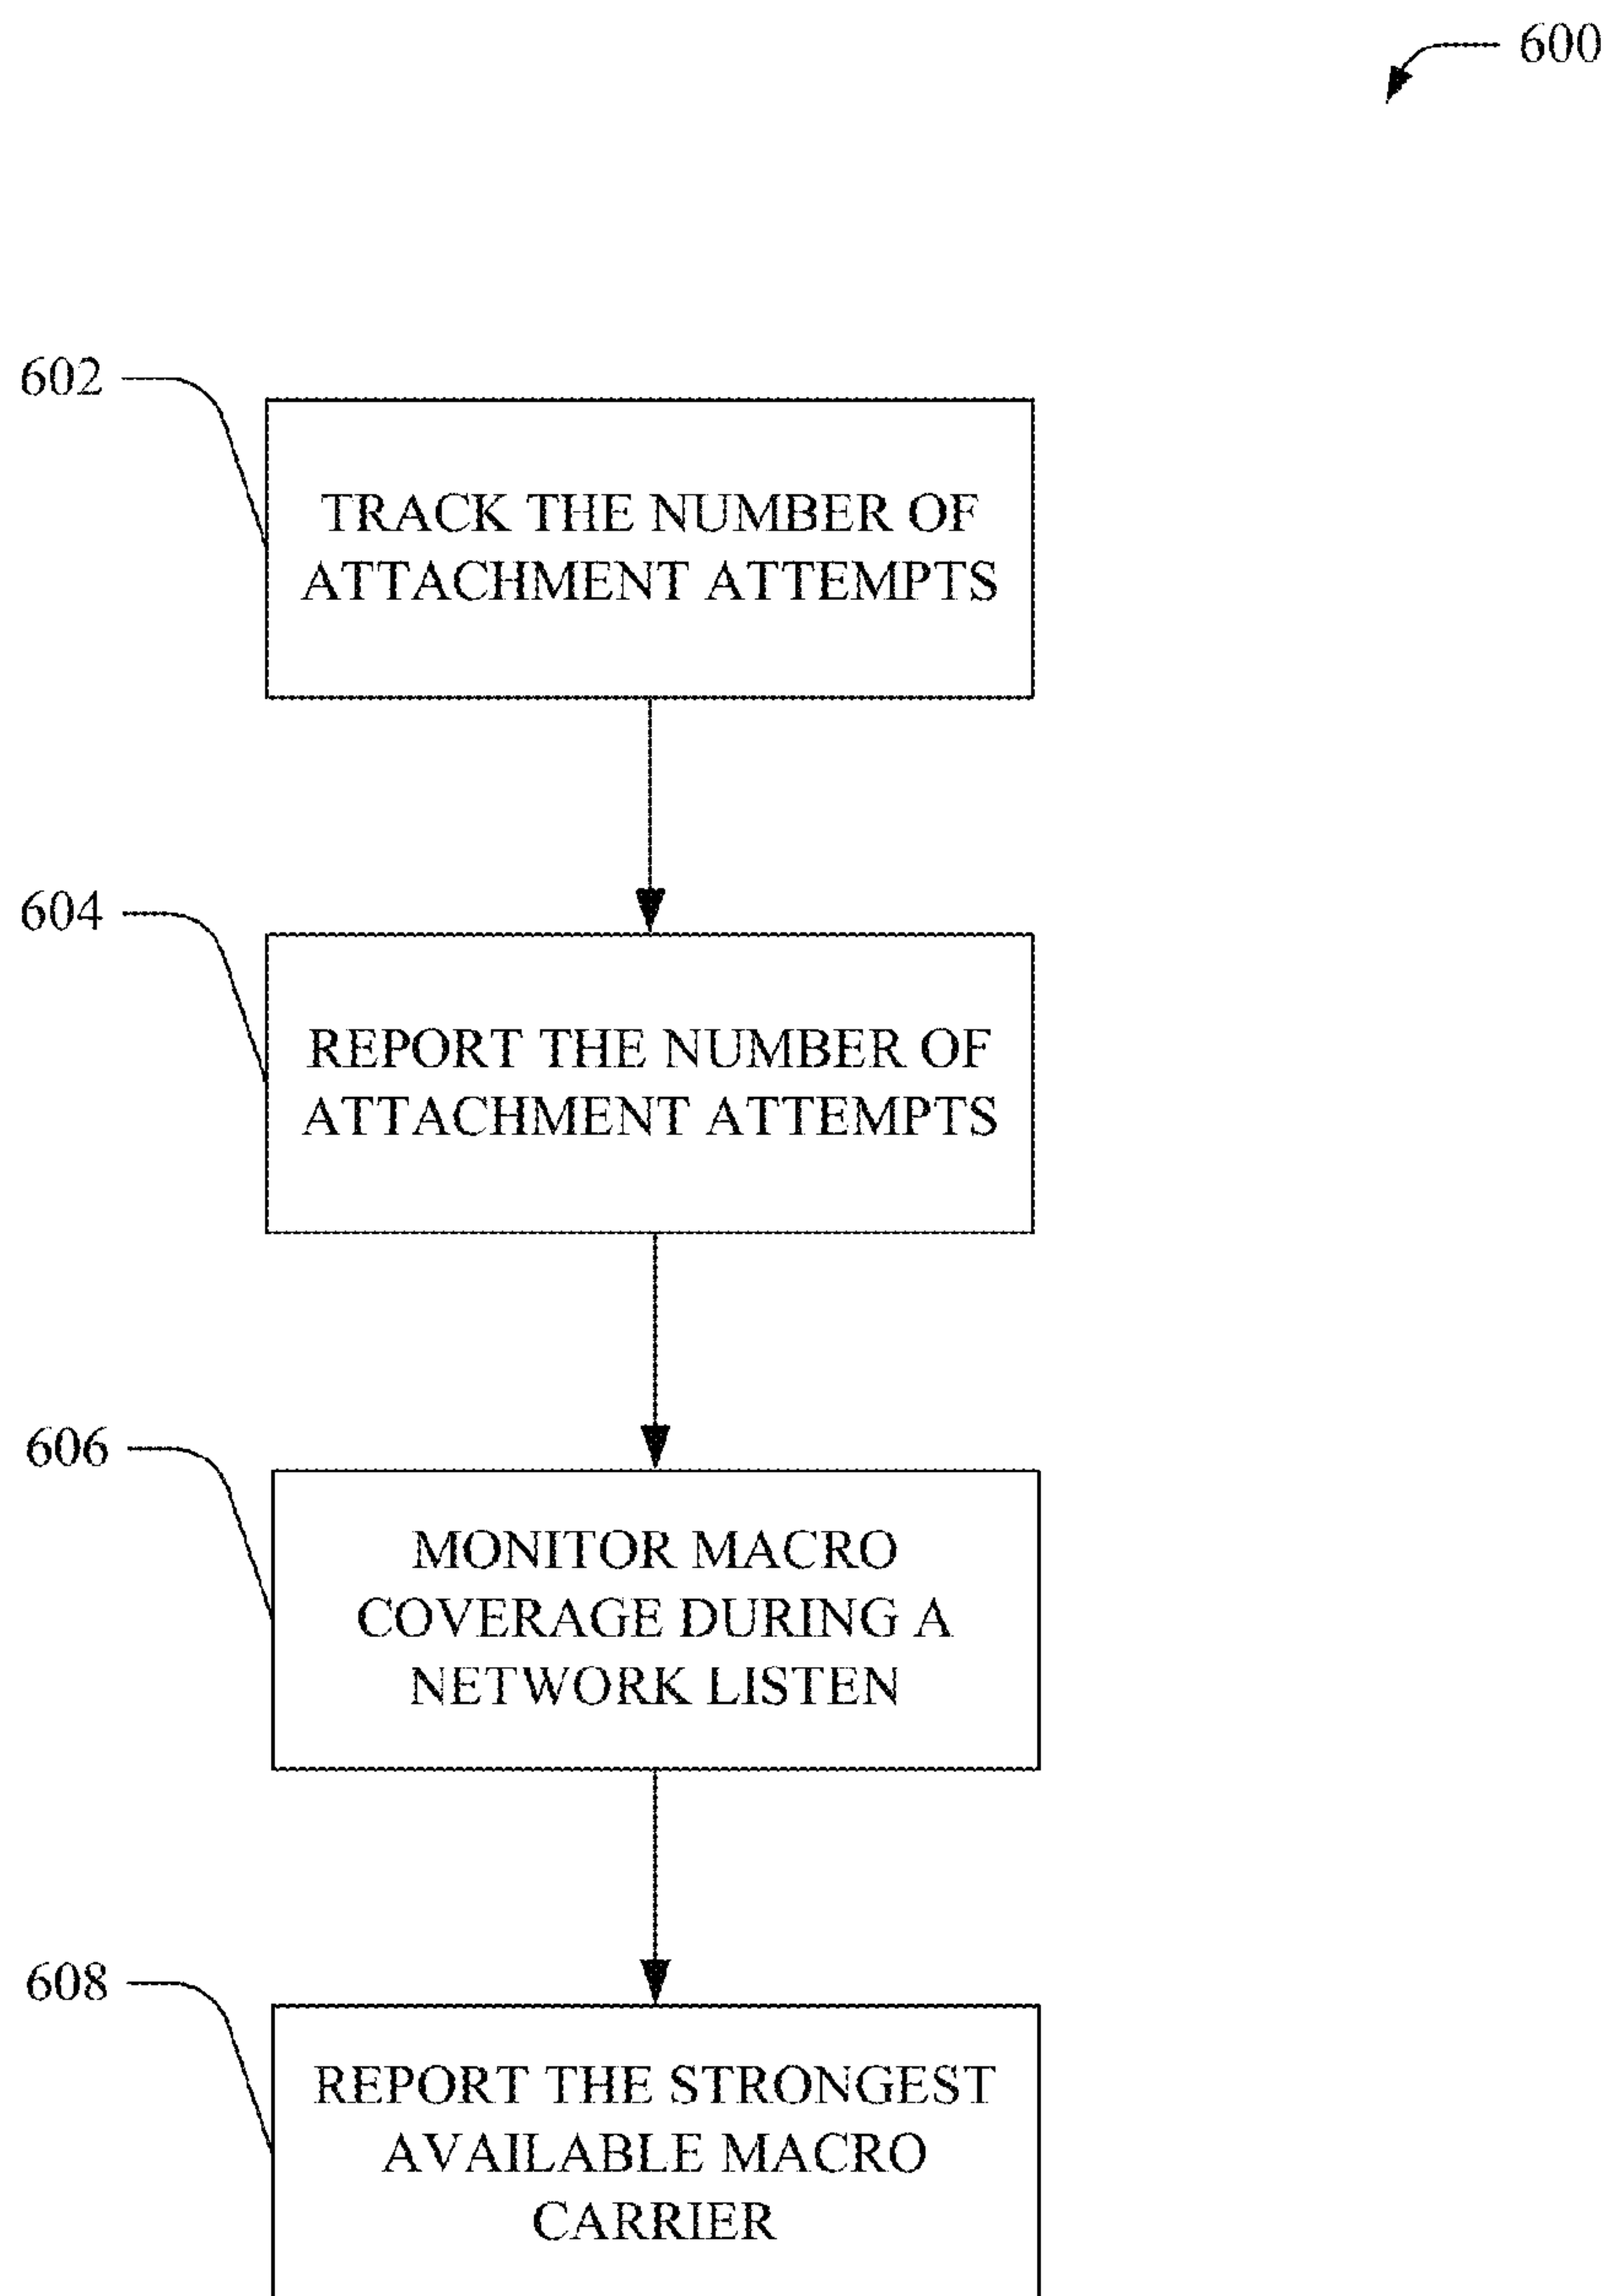 600
602
TRACK THE NUMBER OF
ATTACHMENT ATTEMPTS
604
REPORT THE NUMBER OF
ATTACHMENT ATTEMPTS
606
MONITOR MACRO
COVERAGE DURING A
NETWORK LISTEN
608
REPORT THE STRONGEST
AVAILABLE MACRO
CARRIER